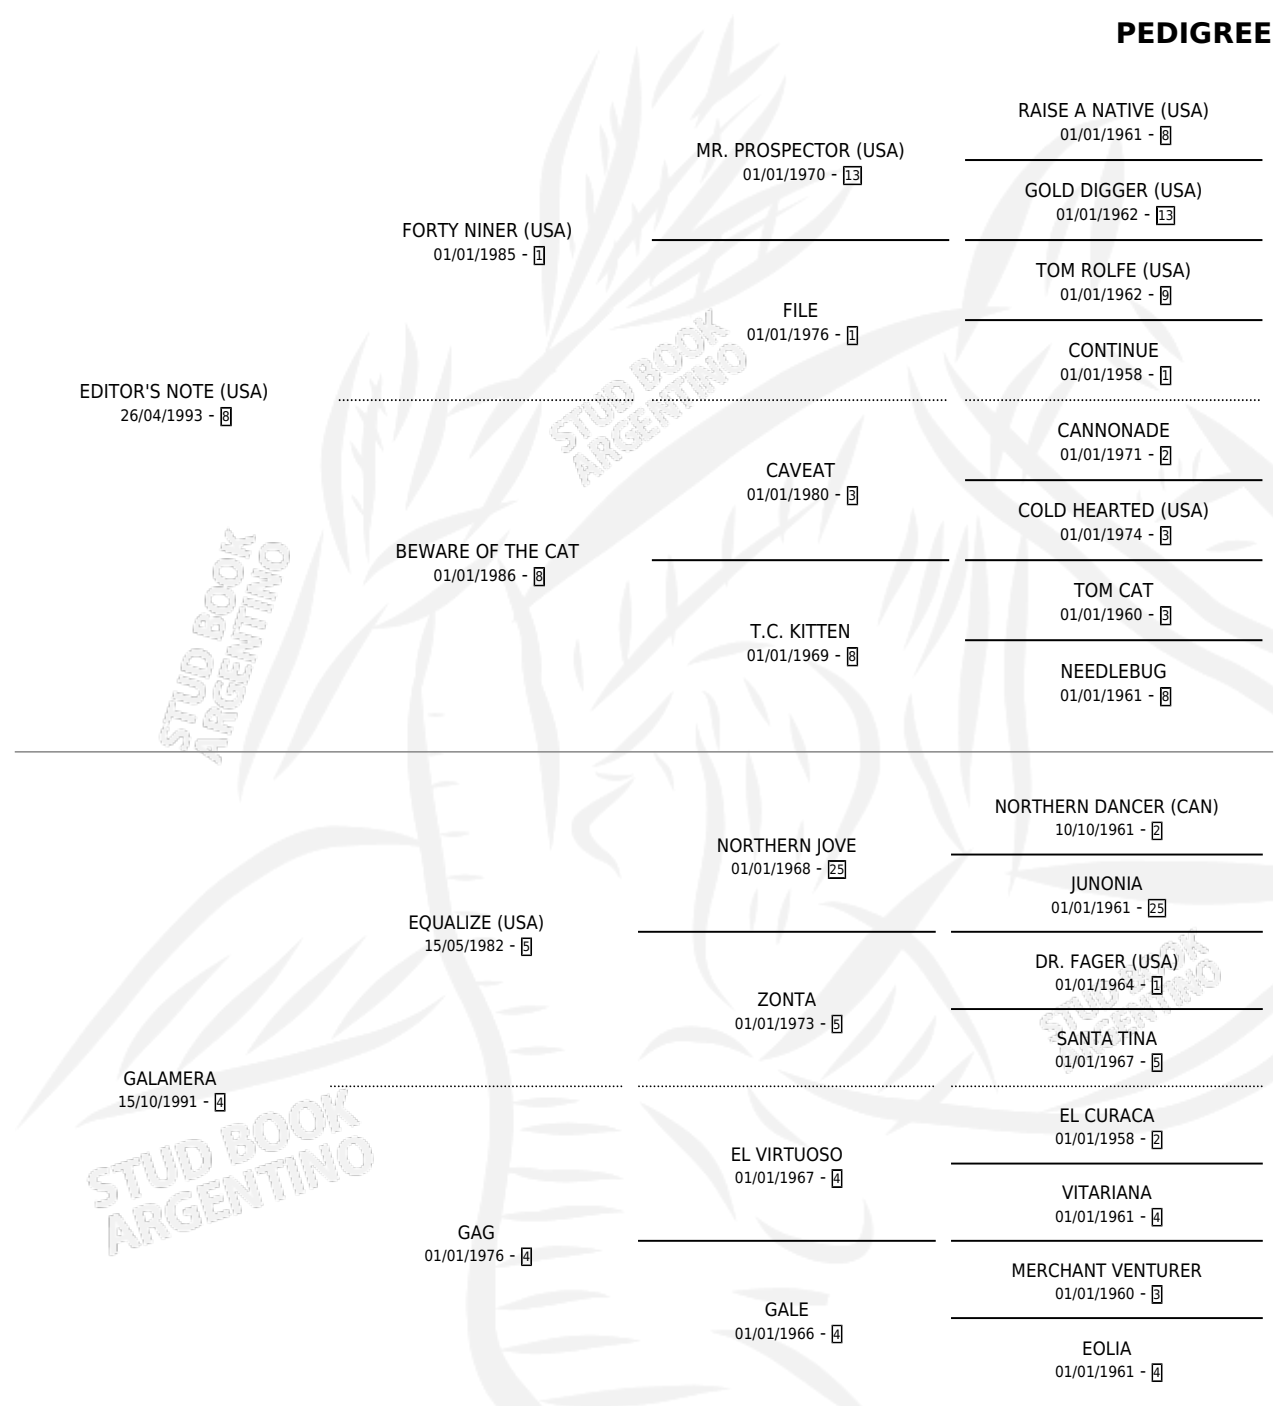 PEDIGREE
RAISE A NATIVE (USA)
01/01/1961 - 8
MR. PROSPECTOR (USA)
01/01/1970 - 13
GOLD DIGGER (USA)
01/01/1962 - 13
FORTY NINER (USA)
01/01/1985 - 1
TOM ROLFE (USA)
01/01/1962 - 9
FILE
01/01/1976 - 1
CONTINUE
01/01/1958 - 1
EDITOR'S NOTE (USA)
26/04/1993 - 8
CANNONADE
01/01/1971 - 2
CAVEAT
01/01/1980 - 3
COLD HEARTED (USA)
01/01/1974 - 3
BEWARE OF THE CAT
01/01/1986 - 8
TOM CAT
01/01/1960 - 3
T.C. KITTEN
01/01/1969 - 8
NEEDLEBUG
01/01/1961 - 8
STUD BOOK
ARGENTINO
STUD BOOK
ARGENTINO
NORTHERN DANCER (CAN)
10/10/1961 - 2
NORTHERN JOVE
01/01/1968 - 25
JUNONIA
01/01/1961 - 25
EQUALIZE (USA)
15/05/1982 - 5
DR. FAGER (USA)
01/01/1964 - 1
ZONTA
01/01/1973 - 5
SANTA TINA
01/01/1967 - 5
GALAMERA
15/10/1991 - 4
EL CURACA
01/01/1958 - 2
EL VIRTUOSO
01/01/1967 - 4
VITARIANA
01/01/1961 - 4
GAG
01/01/1976 - 4
MERCHANT VENTURER
01/01/1960 - 3
GALE
01/01/1966 - 4
EOLIA
01/01/1961 - 4
STUD BOOK
ARGENTINO
STUD BOOK
ARGENTINO